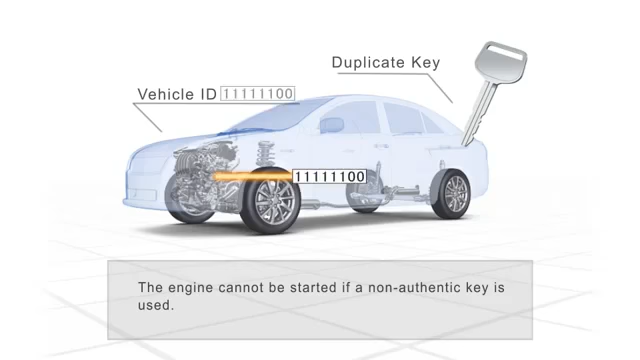 Duplicate Key
Vehicle ID 11111100
11111100
The engine cannot be started if a non-authentic key is
used.